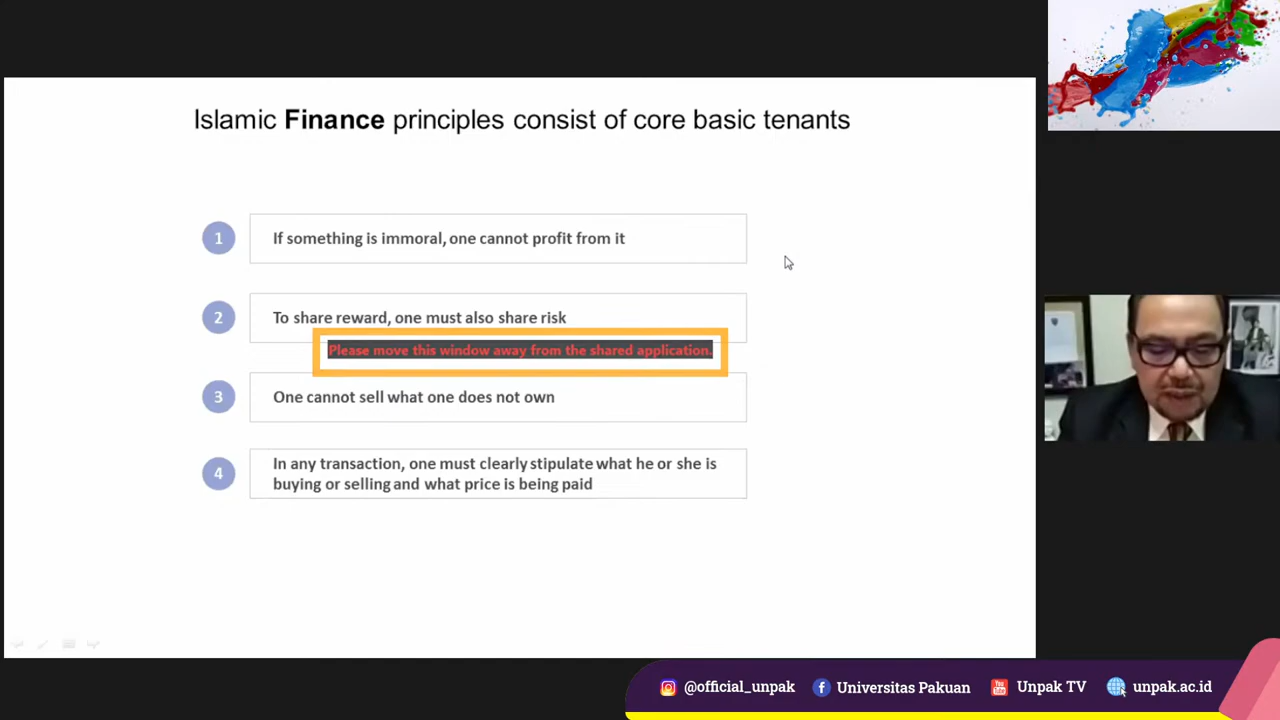 Islamic Finance principles consist of core basic tenants
1
If something is immoral, one cannot profit from it
2
To share reward, one must also share risk
Please move this window away from the shared application.
3
One cannot sell what one does not own
4
In any transaction, one must clearly stipulate what he or she is
buying or selling and what price is being paid
@official_unpak
Universitas Pakuan
You Tube
Unpak TV
unpak.ac.id